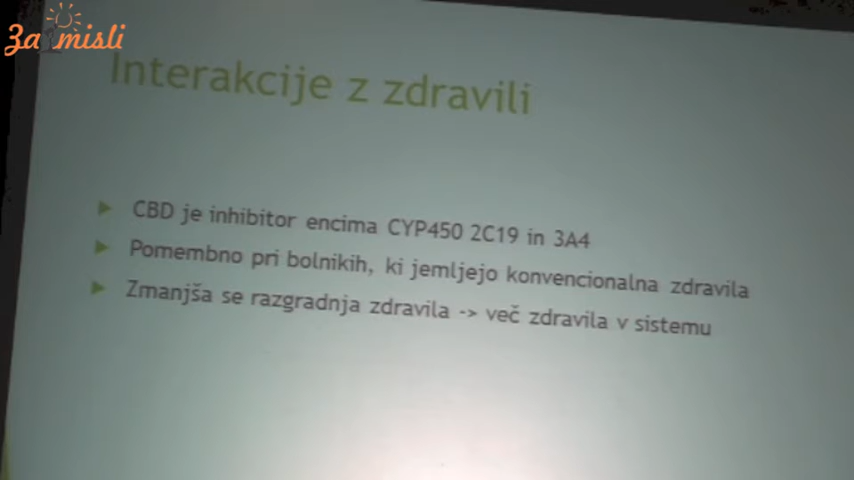 Za misli
Interakcije z zdravili
CBD je inhibitor encima CYP450 2C19 in 3A4
Pomembno pri bolnikih, ki jemljejo konvencionalna zdravila
Zmanjša se razgradnja zdravila -> več zdravila v sistemu